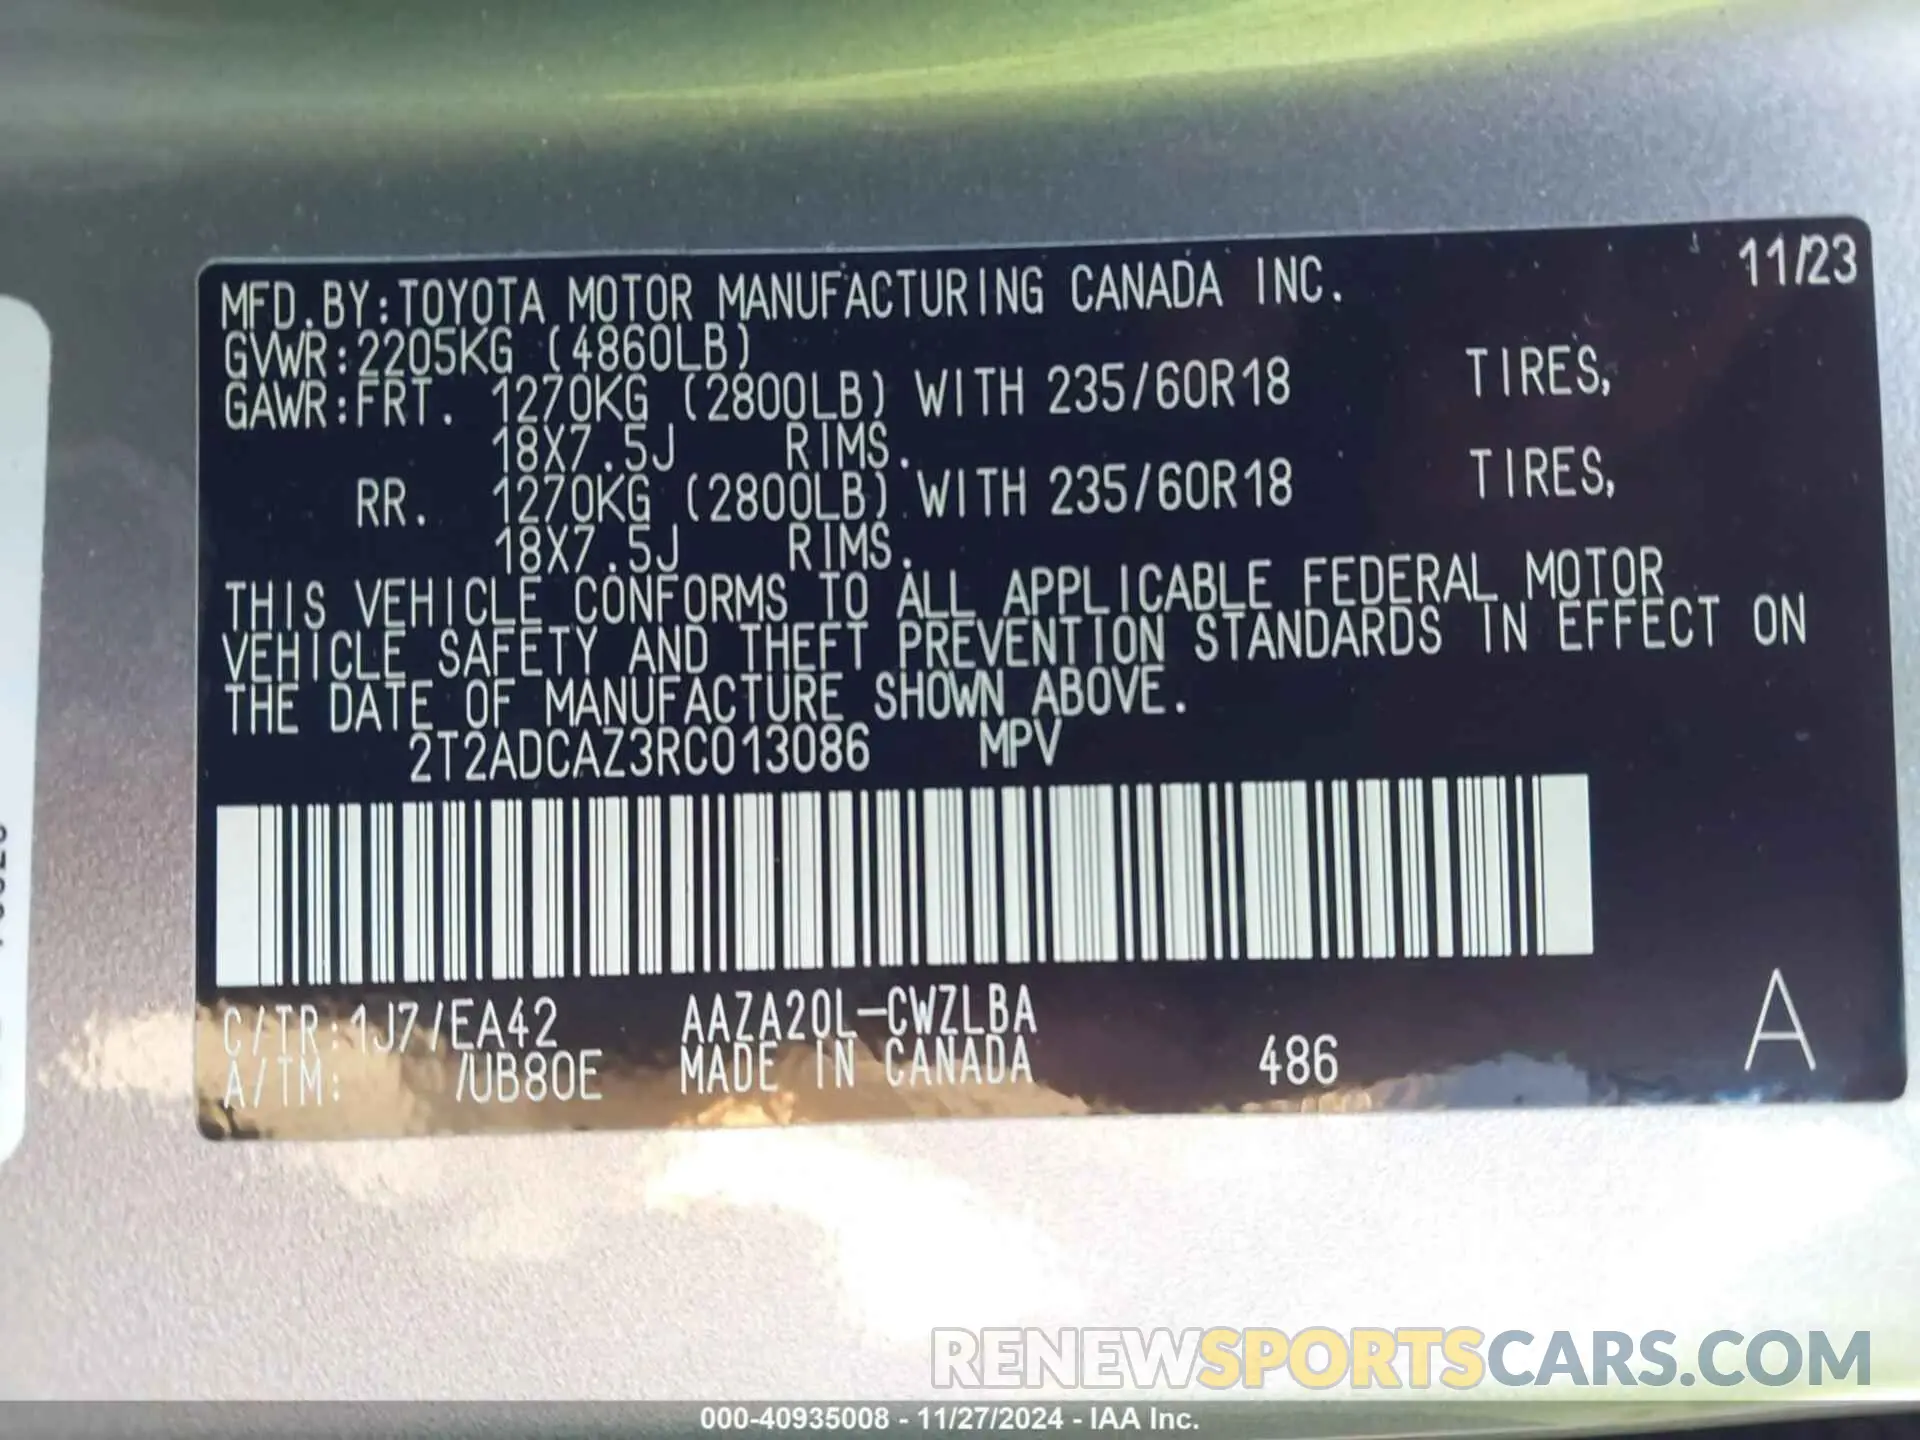 11/23
MFD.BY:TOYOTA MOTOR MANUFACTURING CANADA INC.
GVWR:2205KG (4860LB)
GAWR:FRT. 1270KG (2800LB) WITH 235/60R18 TIRES,
18X7.5J RIMS.
RR. 1270KG (2800LB) WITH 235/60R18 TIRES,
18X7.5J RIMS.
THIS VEHICLE CONFORMS TO ALL APPLICABLE FEDERAL MOTOR
VEHICLE SAFETY AND THEFT PREVENTION STANDARDS IN EFFECT ON
THE DATE OF MANUFACTURE SHOWN ABOVE.
2T2ADCAZ3RC013086 MPV
C/TR:1J7/EA42 AAZA20L-CWZLBA
A/TM: /UB80E MADE IN CANADA 486 A
RENEWSPORTSCARS.COM
000-40935008 - 11/27/2024 - IAA Inc.